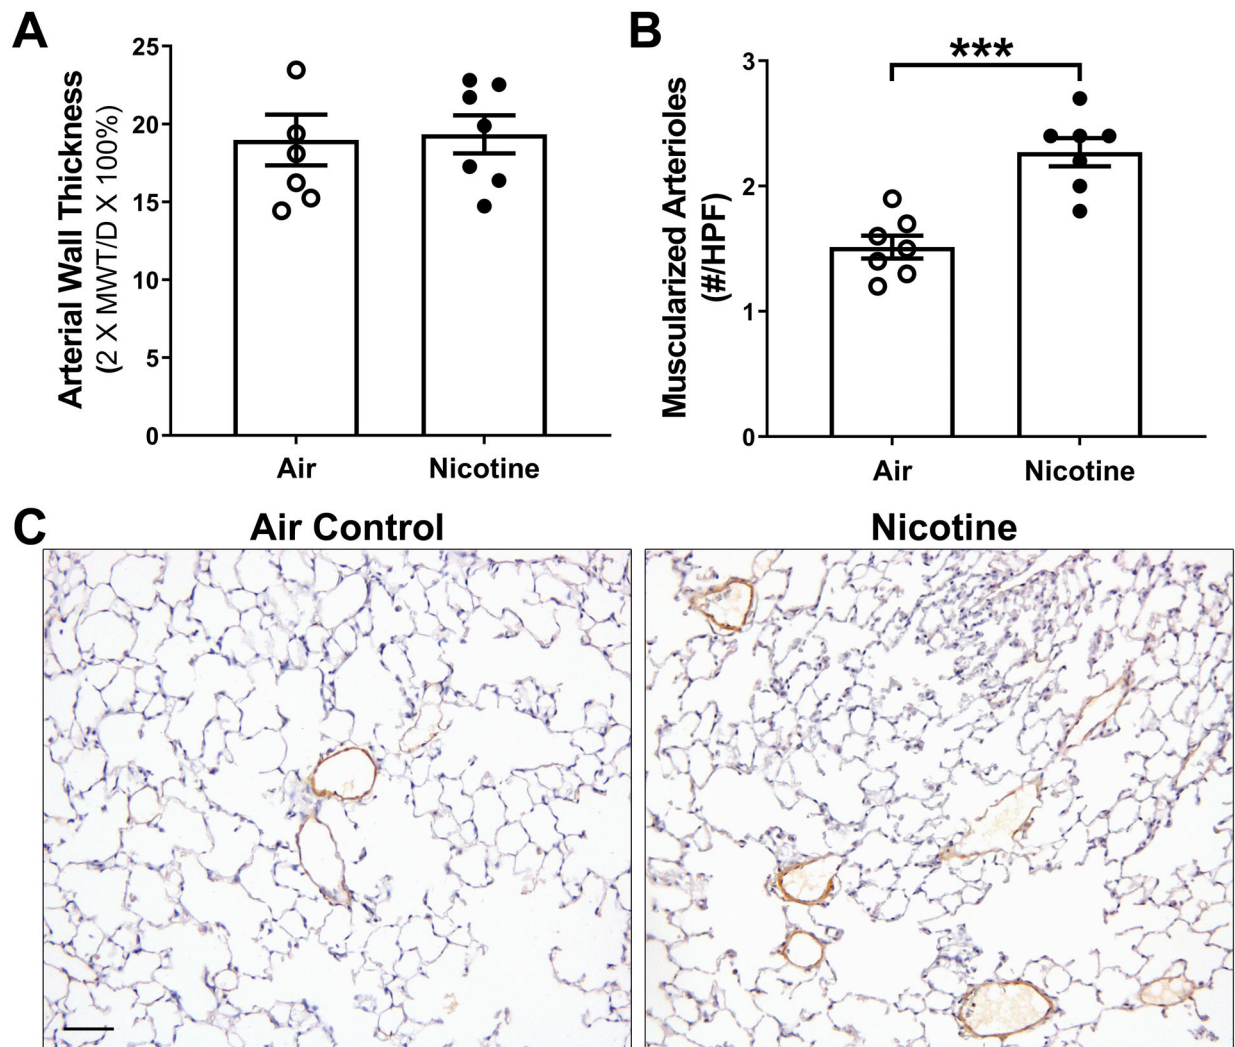 A
Arterial Wall Thickness
(2 X MWT/D X 100%)
25
20
15
10
5
0
Air
Nicotine
B
***
Muscularized Arterioles
(#/HPF)
3
2
1
0
Air
Nicotine
C
Air Control
Nicotine